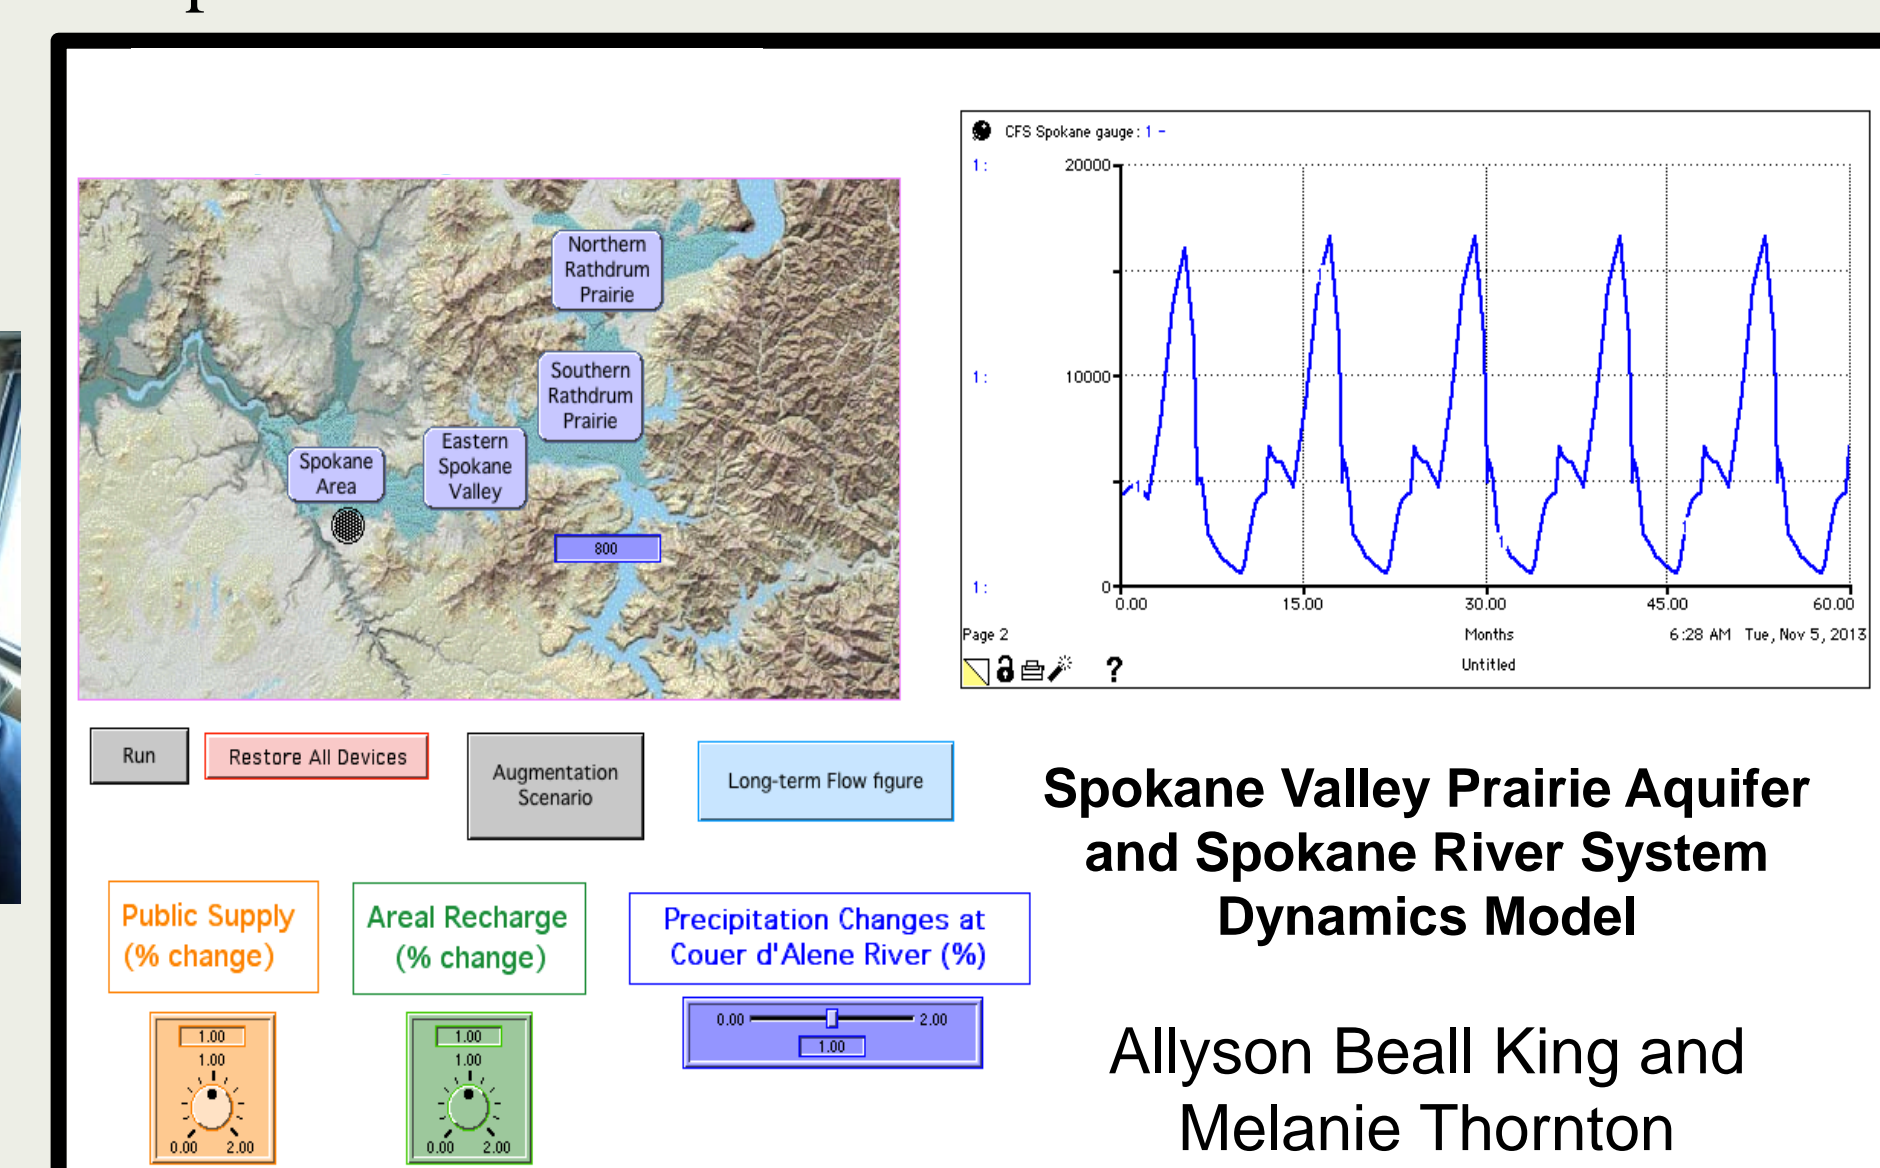 CFS Spokane gauge: 1 -
1:
20000
1:
10000
1:
0
0.00
15.00
30.00
45.00
60.00
1
1
1
1
Page 2
Months
6:28 AM Tue, Nov 5, 2013
Untitled
?
Northern
Rathdrum
Prairie
Southern
Rathdrum
Prairie
Eastern
Spokane
Valley
Spokane
Area
800
Run
Restore All Devices
Augmentation
Scenario
Long-term Flow figure
Spokane Valley Prairie Aquifer
and Spokane River System
Dynamics Model
Public Supply
(% change)
Areal Recharge
(% change)
Precipitation Changes at
Couer d'Alene River (%)
1.00
1.00
0.00 2.00
1.00
1.00
0.00 2.00
0.00 2.00
1.00
Allyson Beall King and
Melanie Thornton